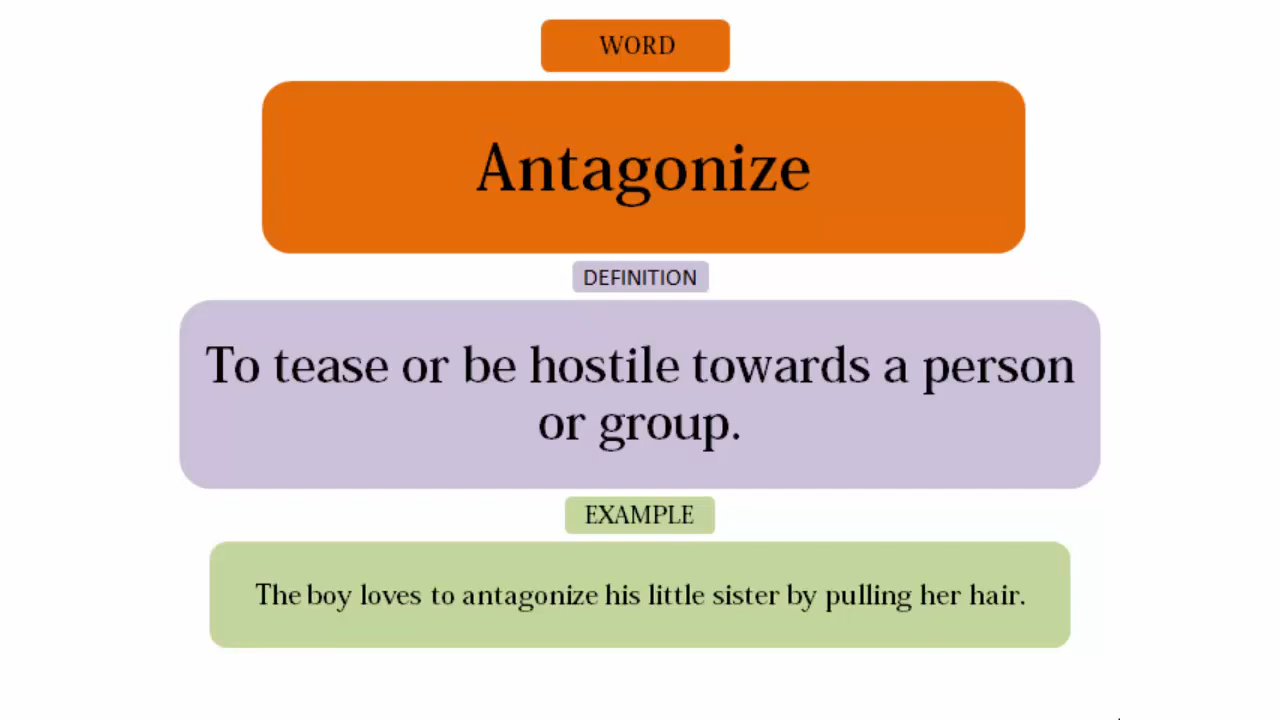 WORD
Antagonize
DEFINITION
To tease or be hostile towards a person
or group.
EXAMPLE
The boy loves to antagonize his little sister by pulling her hair.